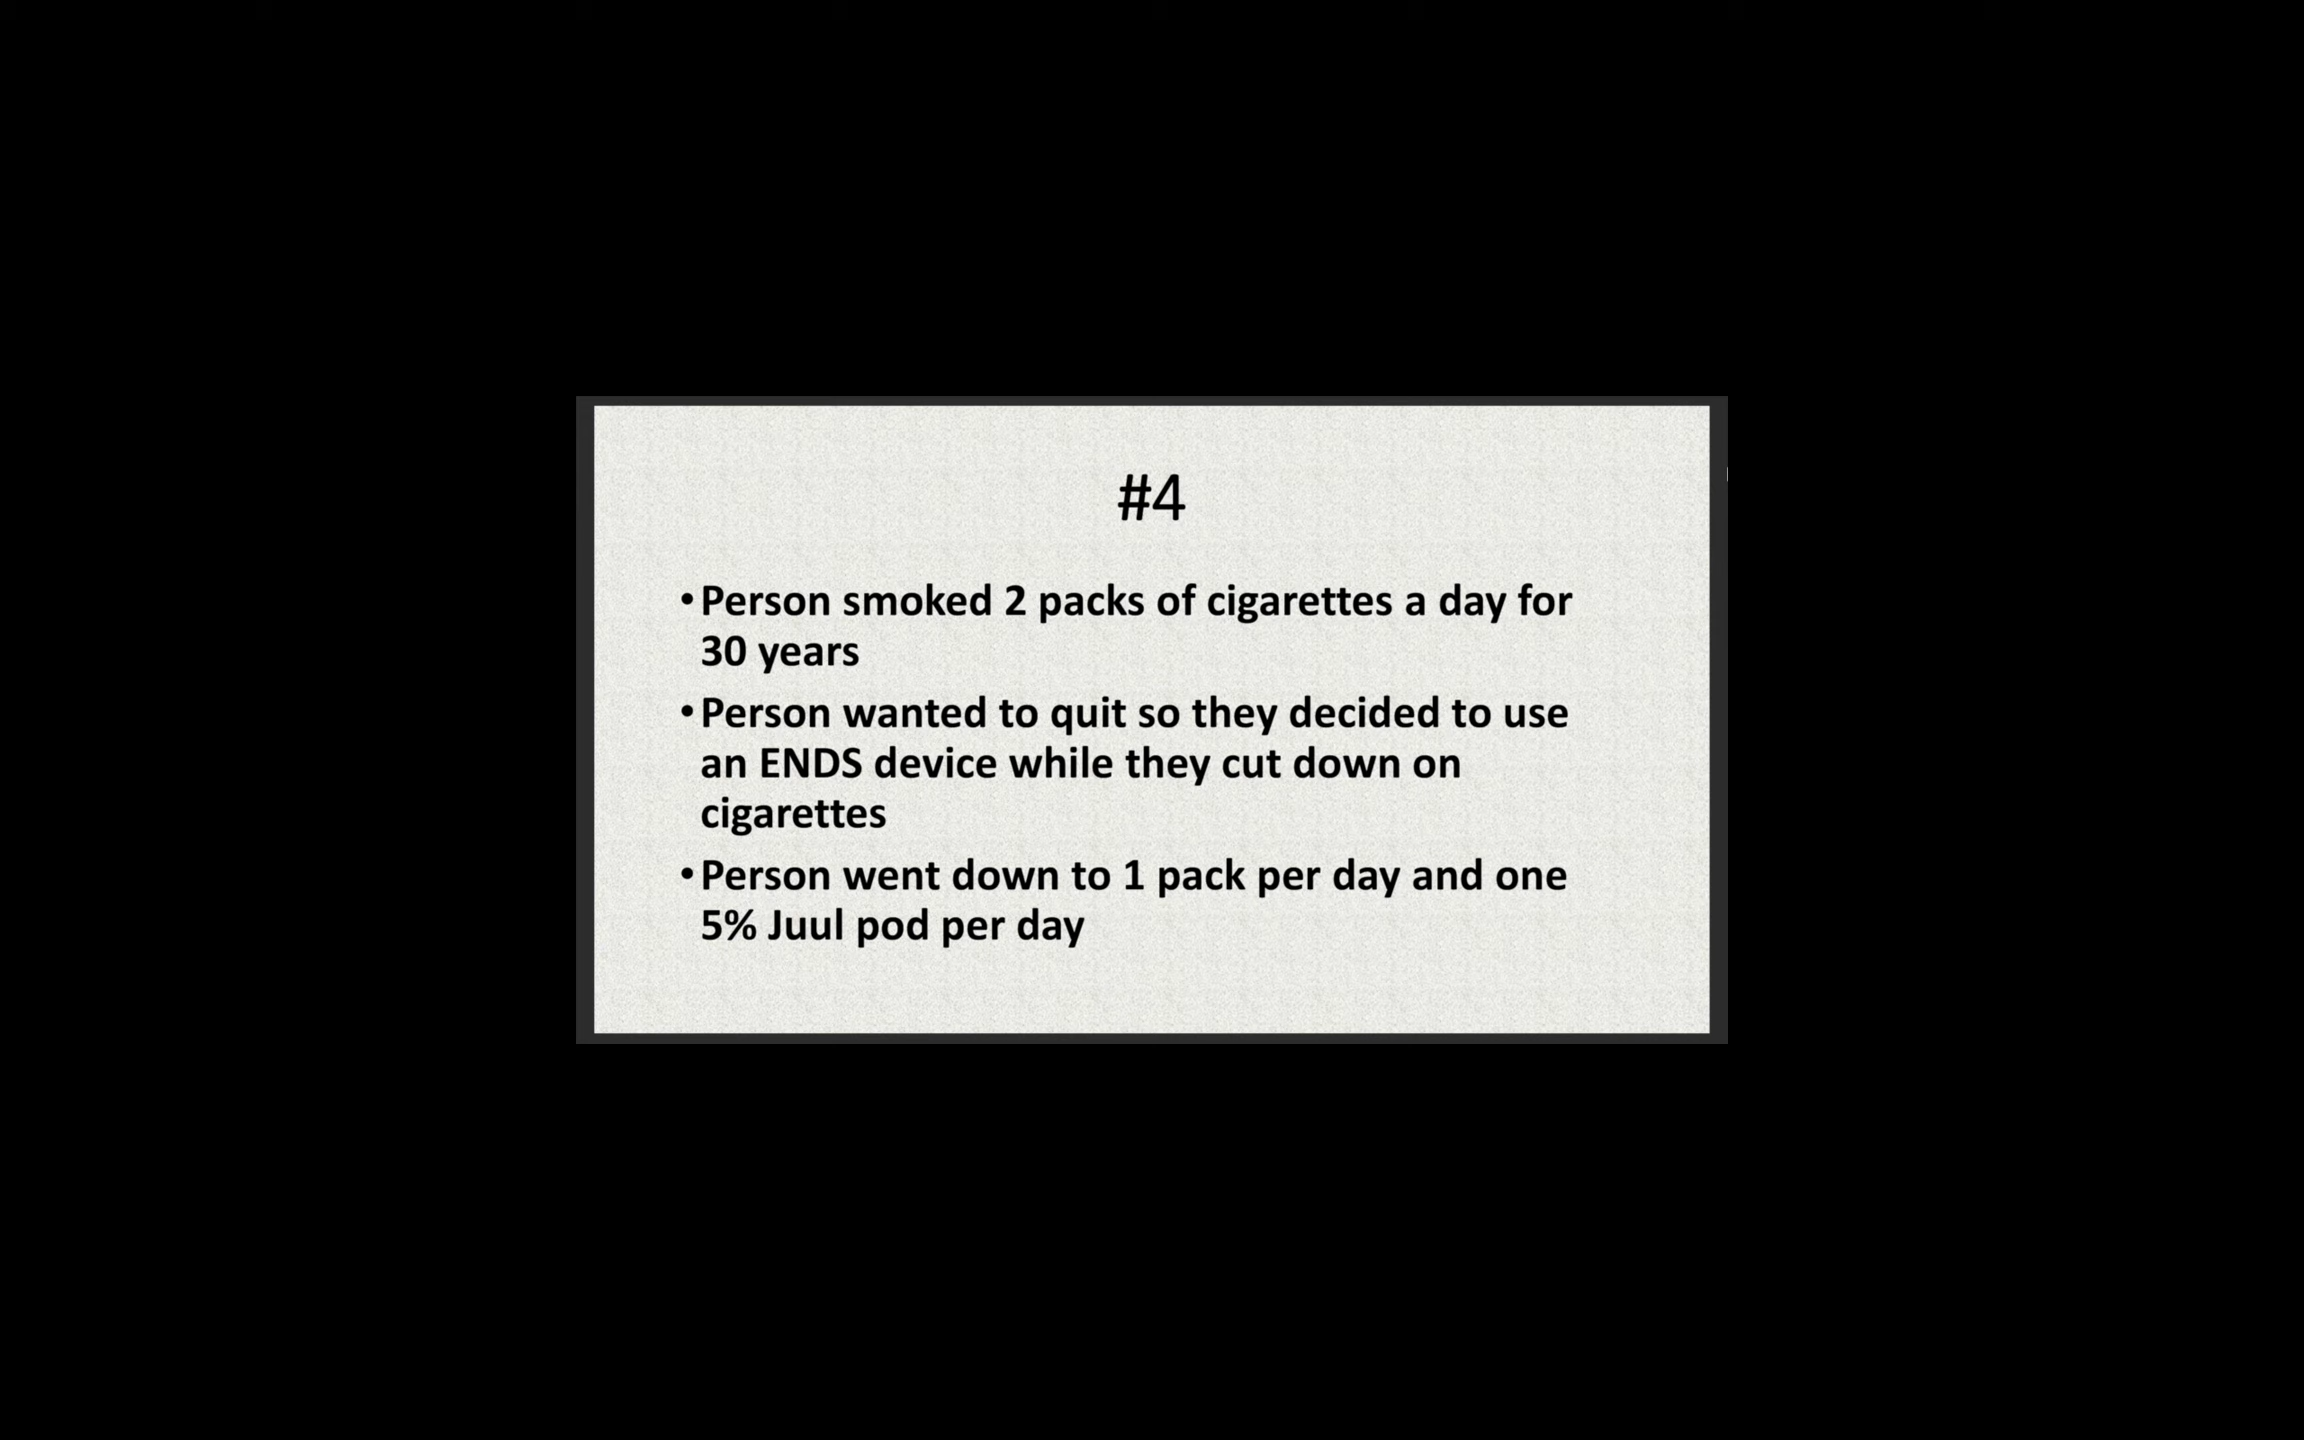 #4
•Person smoked 2 packs of cigarettes a day for
30 years
•Person wanted to quit so they decided to use
an ENDS device while they cut down on
cigarettes
•Person went down to 1 pack per day and one
5% Juul pod per day